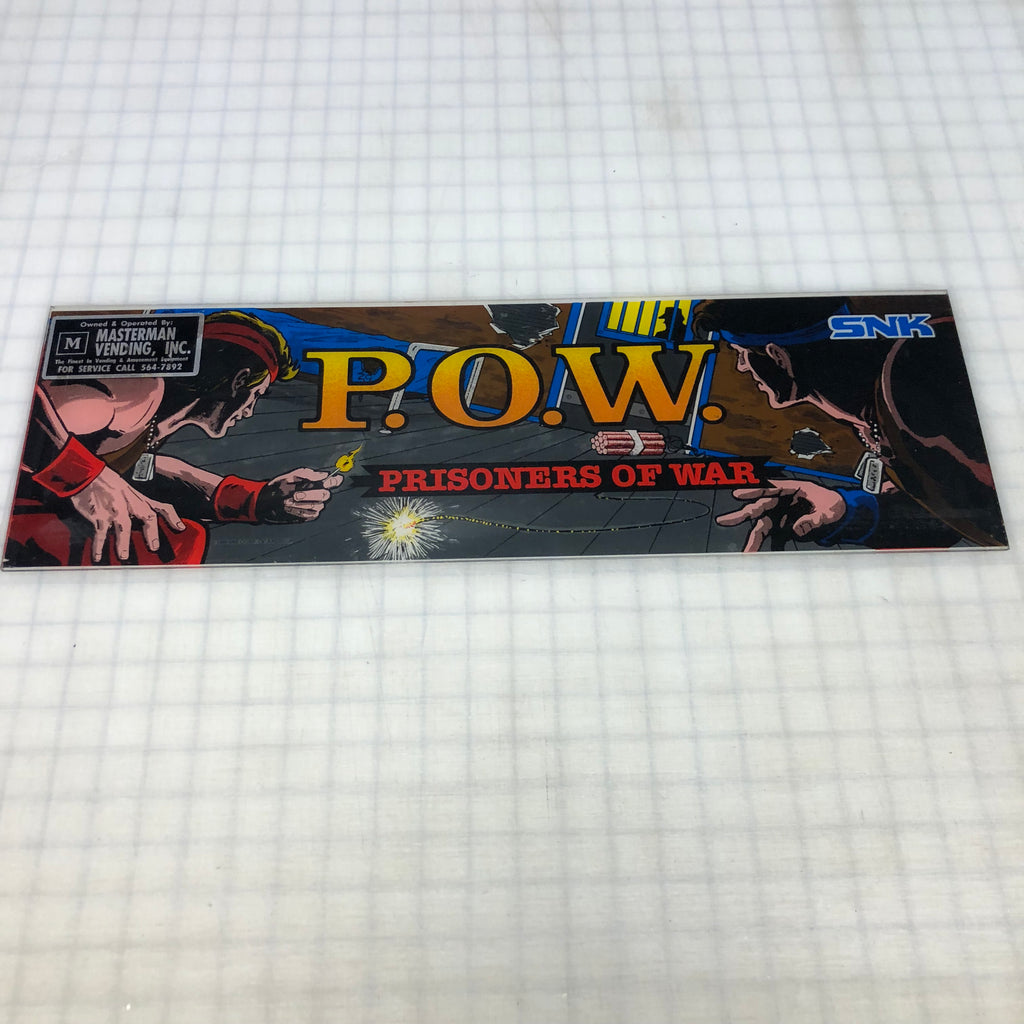 Owned & Operated By:
M
MASTERMAN
VENDING, INC.
The Finest In Vending & Amusement Equipment
FOR SERVICE CALL 564-7892
SNK
P.O.W.
PRISONERS OF WAR